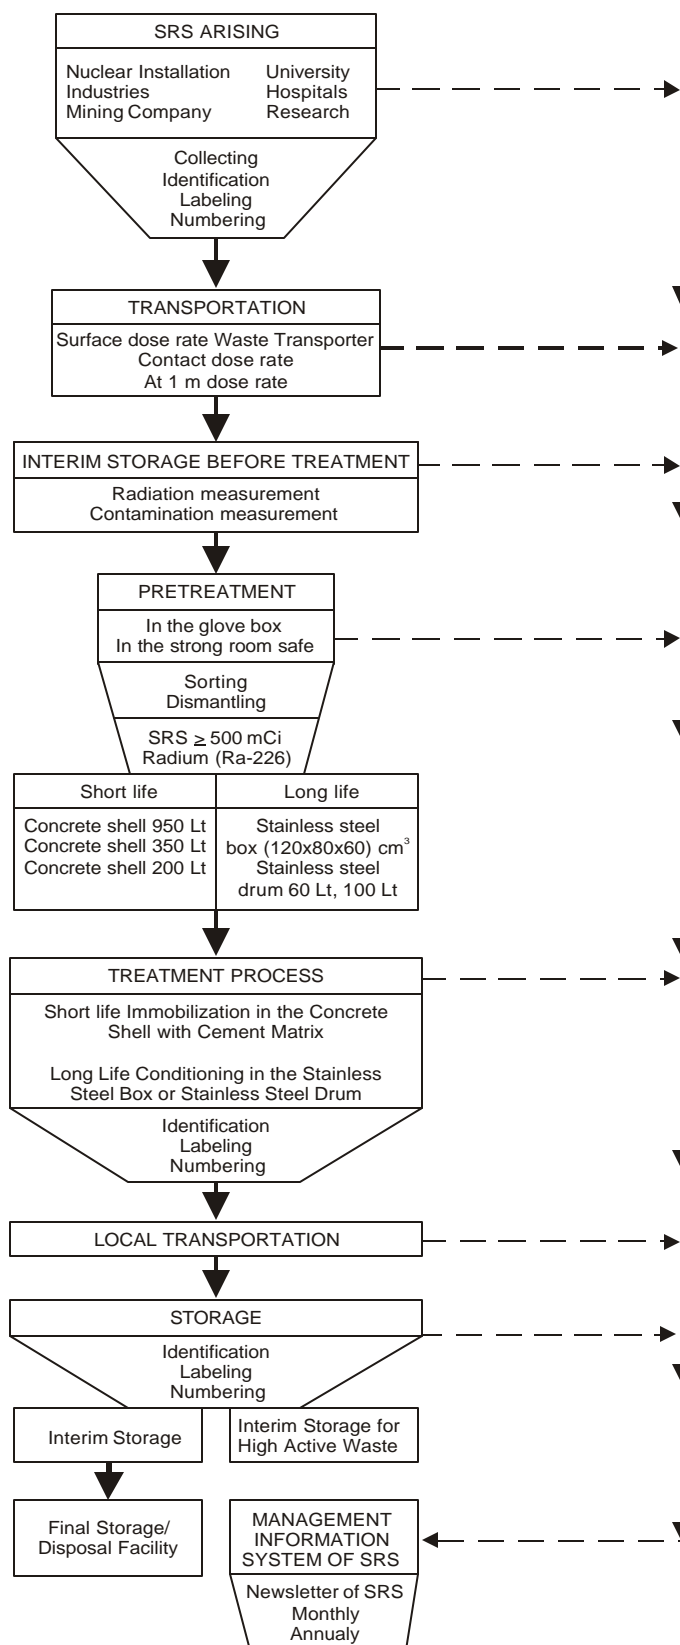 SRS ARISING
Nuclear Installation University
Industries Hospitals
Mining Company Research
Collecting
Identification
Labeling
Numbering
TRANSPORTATION
Surface dose rate Waste Transporter
Contact dose rate
At 1 m dose rate
INTERIM STORAGE BEFORE TREATMENT
Radiation measurement
Contamination measurement
PRETREATMENT
In the glove box
In the strong room safe
Sorting
Dismantling
SRS ≥ 500 mCi
Radium (Ra-226)
Short life
Concrete shell 950 Lt
Concrete shell 350 Lt
Concrete shell 200 Lt
Long life
Stainless steel
box (120x80x60) cm³
Stainless steel
drum 60 Lt, 100 Lt
TREATMENT PROCESS
Short life Immobilization in the Concrete
Shell with Cement Matrix
Long Life Conditioning in the Stainless
Steel Box or Stainless Steel Drum
Identification
Labeling
Numbering
LOCAL TRANSPORTATION
STORAGE
Identification
Labeling
Numbering
Interim Storage
Interim Storage for
High Active Waste
Final Storage/
Disposal Facility
MANAGEMENT
INFORMATION
SYSTEM OF SRS
Newsletter of SRS
Monthly
Annualy